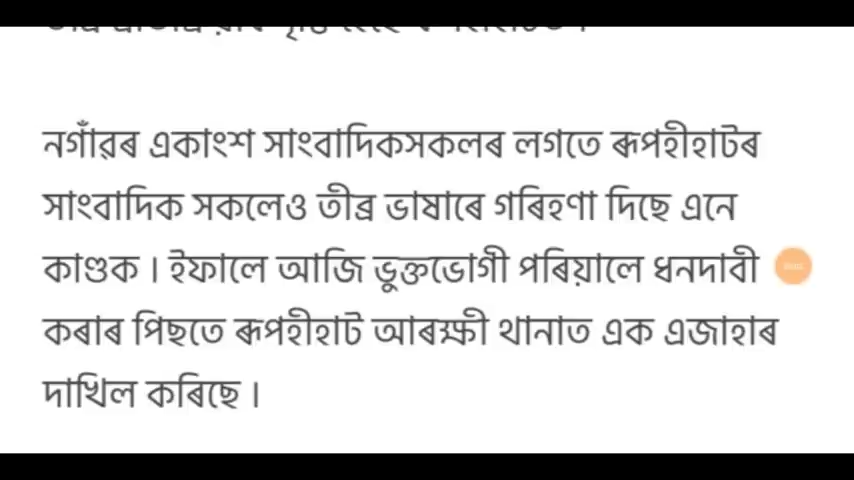 নগাঁৱৰ একাংশ সাংবাদিকসকলৰ লগতে ৰূপহীহাটৰ
সাংবাদিক সকলেও তীব্ৰ ভাষাৰে গৰিহণা দিছে এনে
কাণ্ডক । ইফালে আজি ভুক্তভোগী পৰিয়ালে ধনদাবী
কৰাৰ পিছতে ৰূপহীহাট আৰক্ষী থানাত এক এজাহাৰ
দাখিল কৰিছে ।